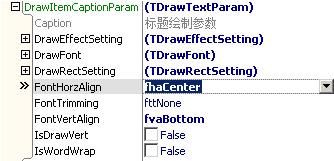 DrawItemCaptionParam (TDrawTextParam)
Caption 标题绘制参数
DrawEffectSetting (TDrawEffectSetting)
DrawFont (TDrawFont)
DrawRectSetting (TDrawRectSetting)
FontHorzAlign fhaCenter
FontTrimming fttNone
FontVertAlign fvaBottom
IsDrawVert False
IsWordWrap False